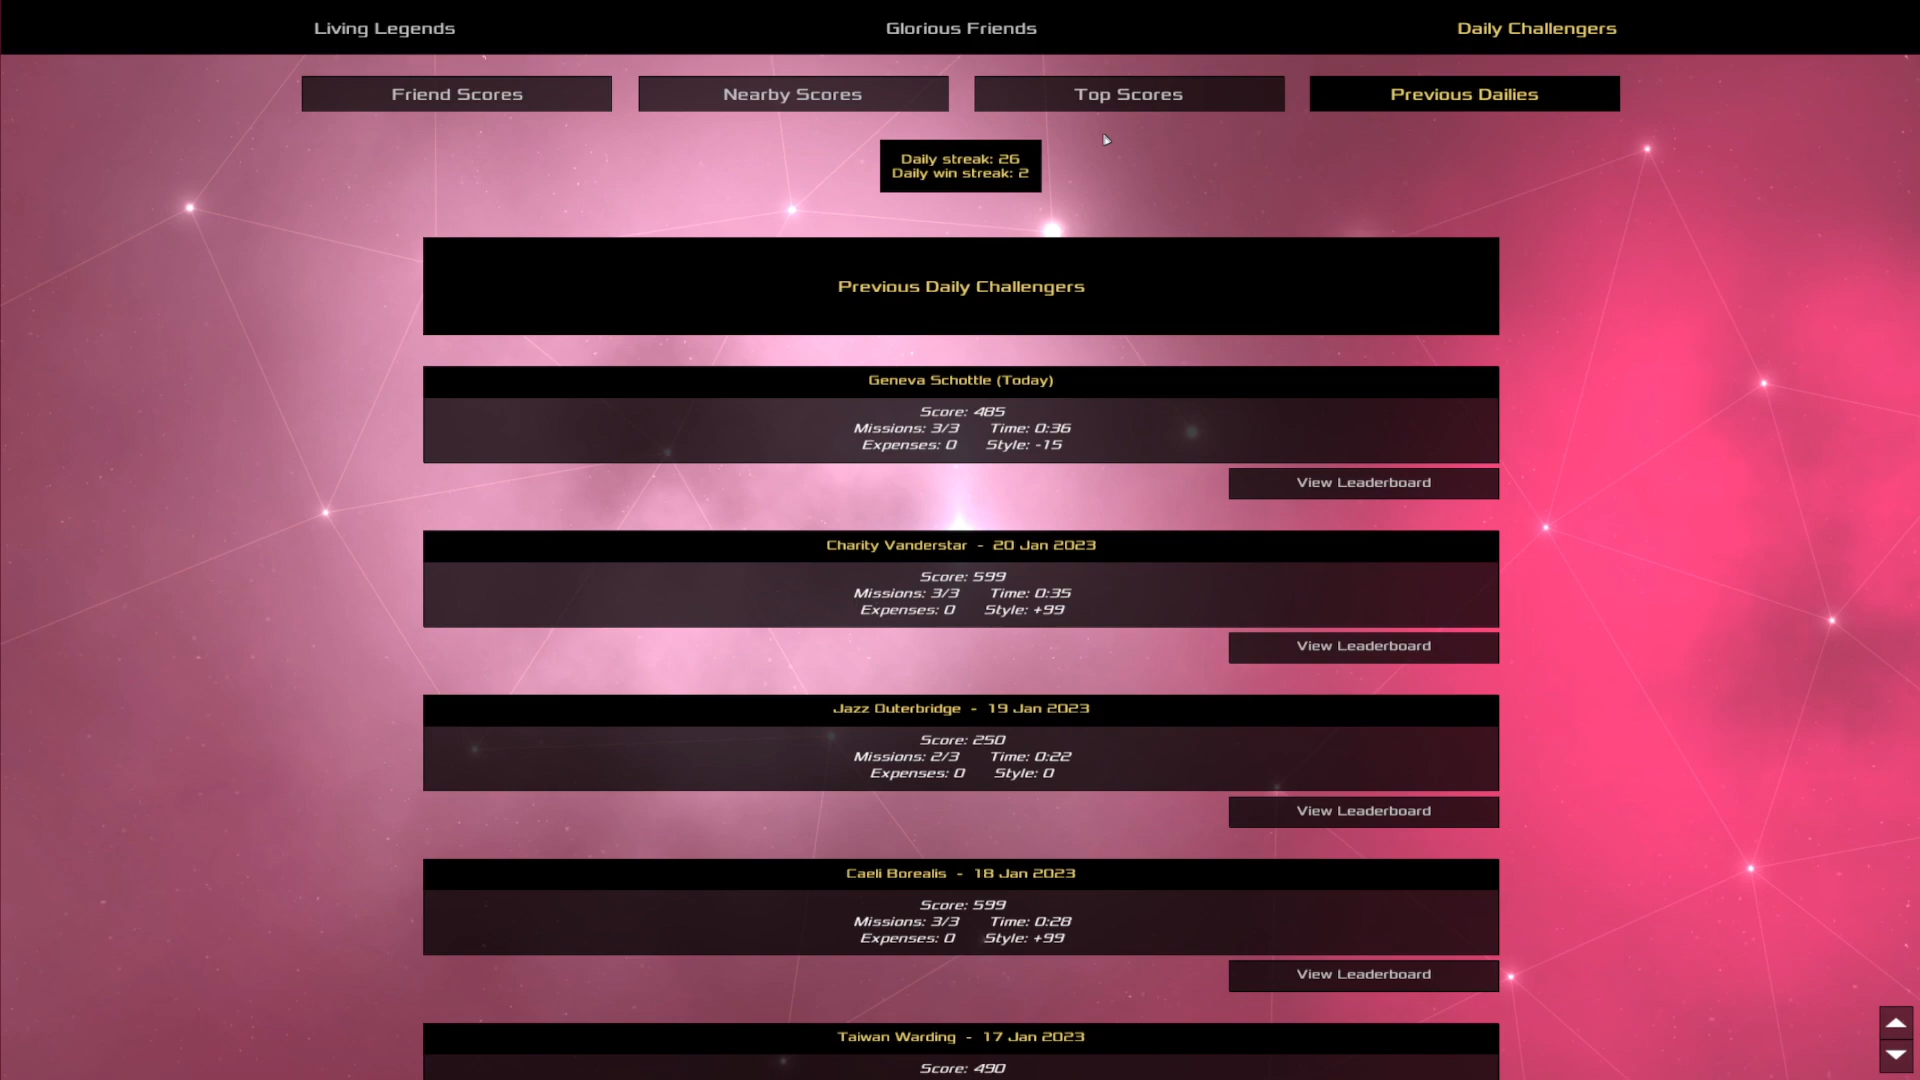 Living Legends
Glorious Friends
Daily Challengers
Friend Scores
Nearby Scores
Top Scores
Previous Dailies
Daily streak: 26
Daily win streak: 2
Previous Daily Challengers
Geneva Schottle (Today)
Score: 485
Missions: 3/3 Time: 0:36
Expenses: 0 Style: -15
View Leaderboard
Charity Vanderstar - 20 Jan 2023
Score: 599
Missions: 3/3 Time: 0:35
Expenses: 0 Style: +99
View Leaderboard
Jazz Outerbridge - 19 Jan 2023
Score: 250
Missions: 2/3 Time: 0:22
Expenses: 0 Style: 0
View Leaderboard
Caeli Borealis - 18 Jan 2023
Score: 599
Missions: 3/3 Time: 0:28
Expenses: 0 Style: +99
View Leaderboard
Taiwan Warding - 17 Jan 2023
Score: 490